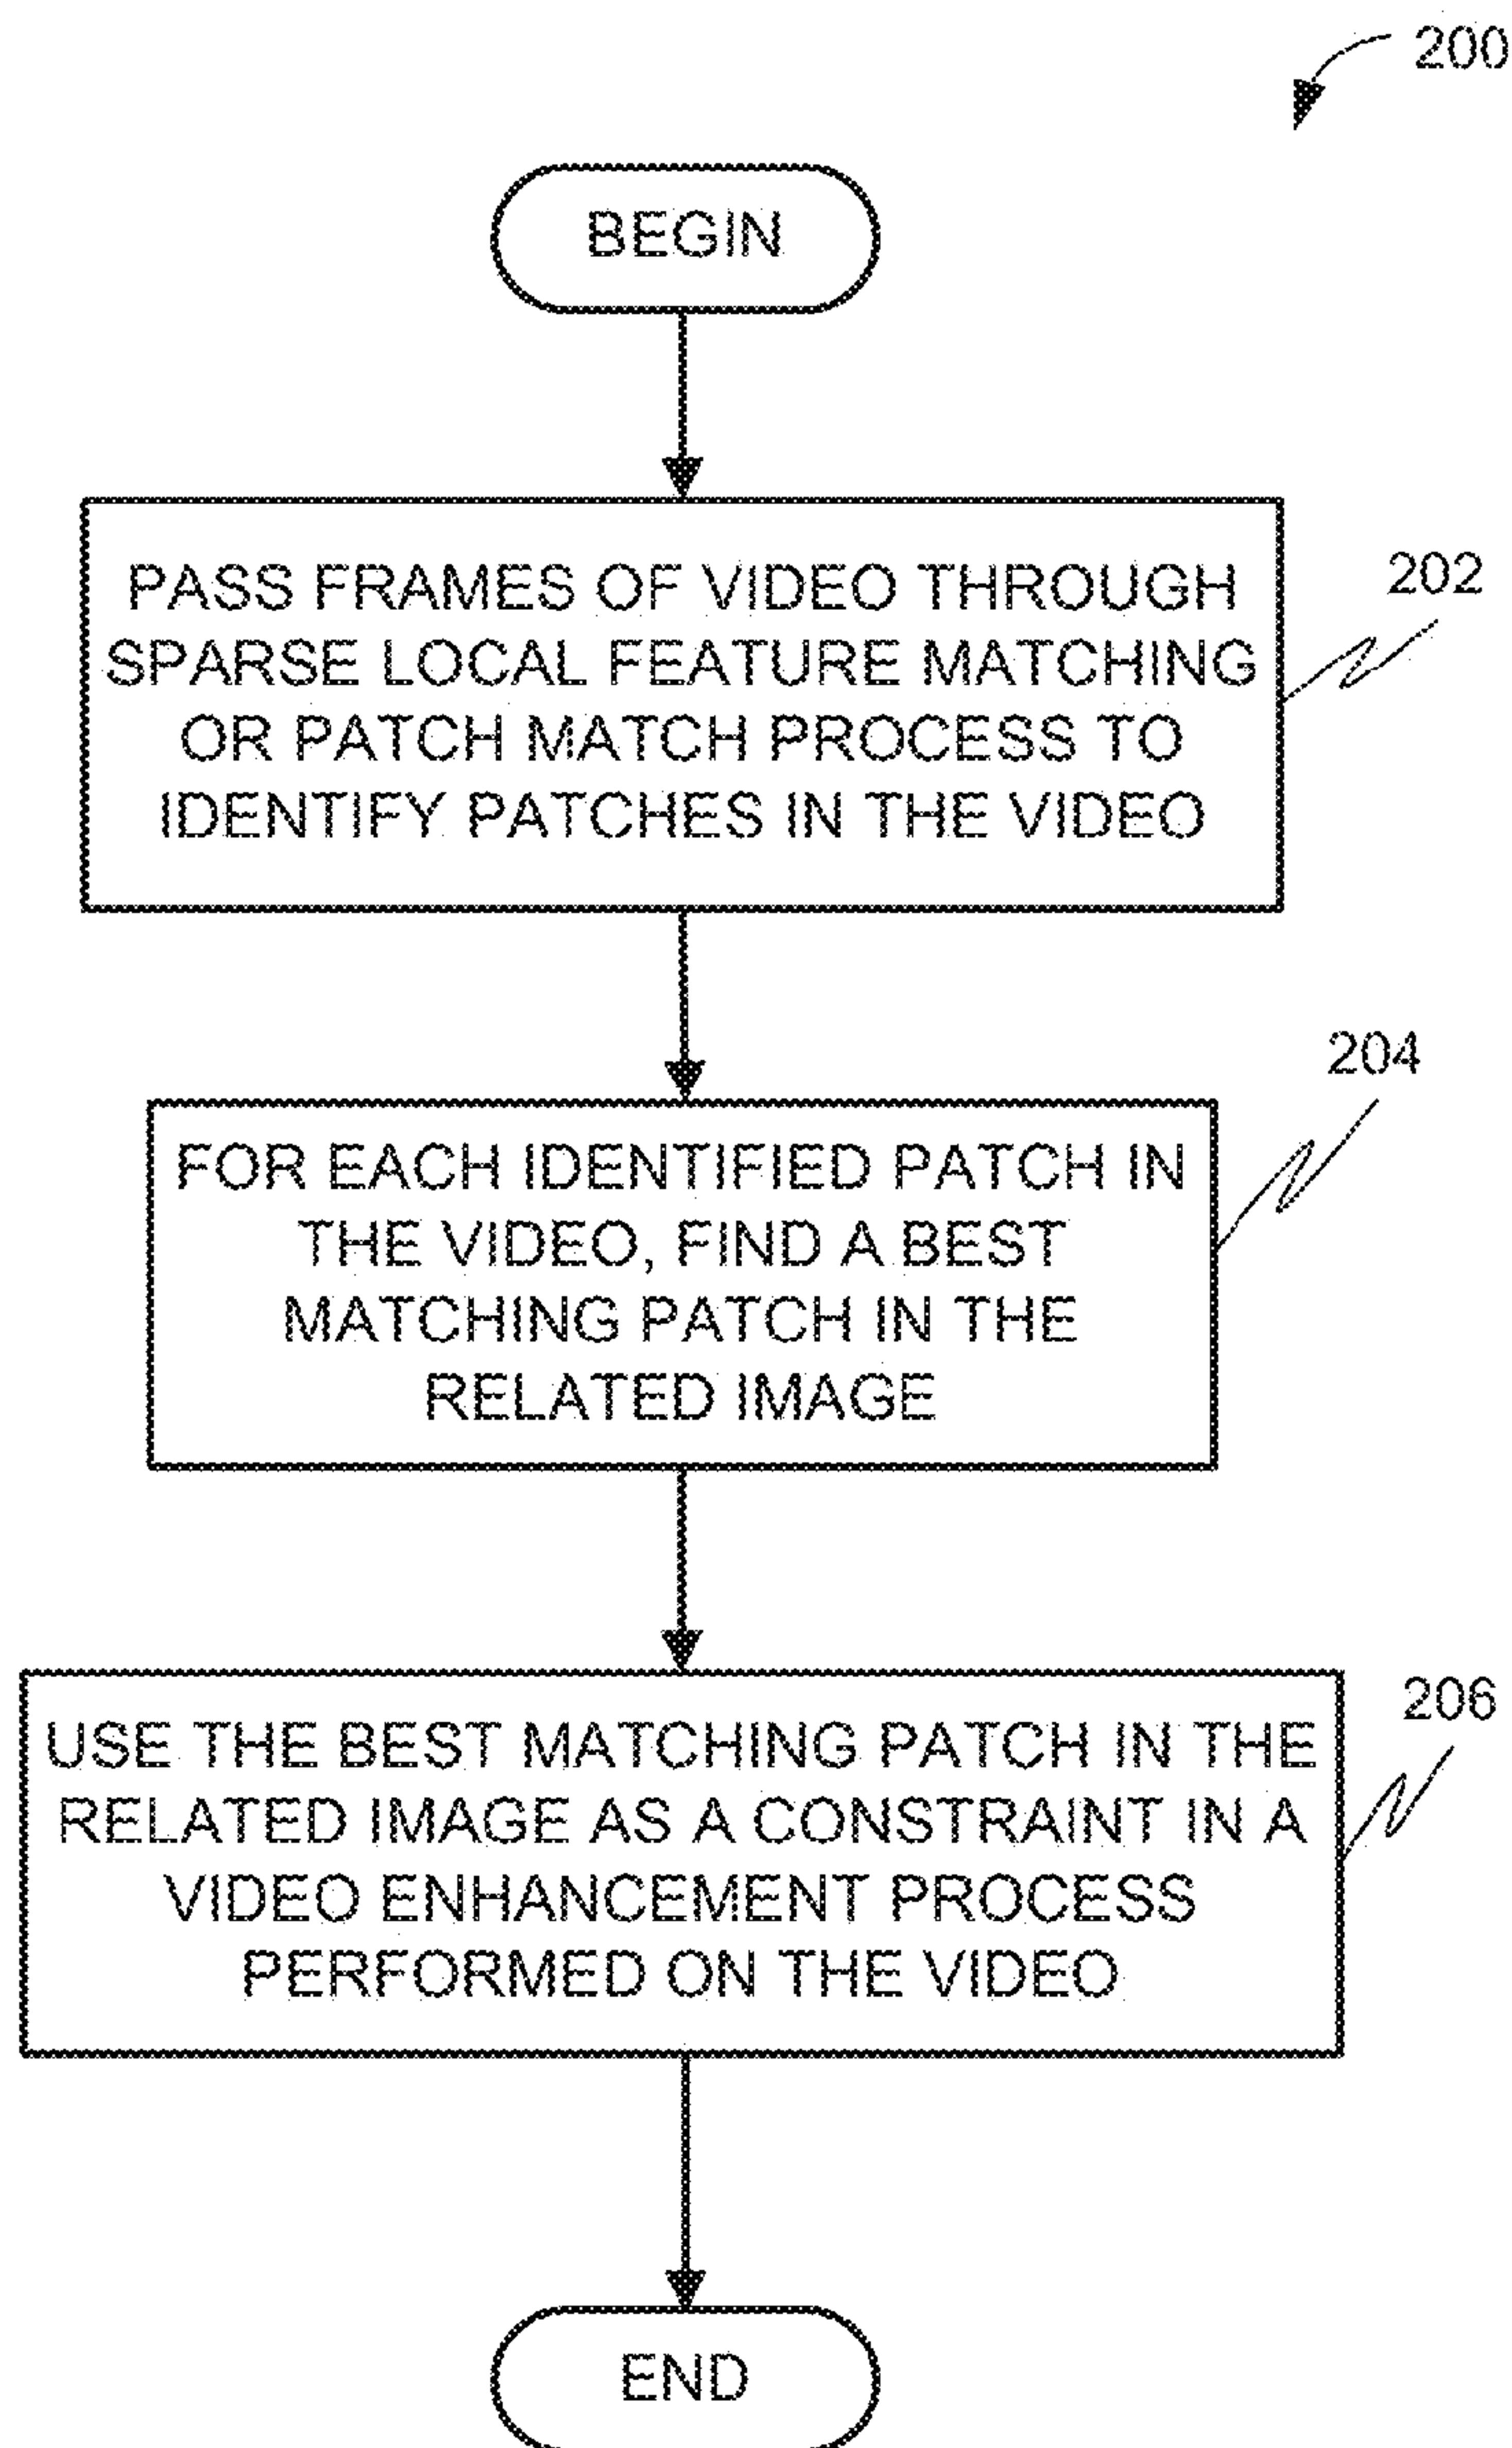 200
BEGIN
PASS FRAMES OF VIDEO THROUGH
SPARSE LOCAL FEATURE MATCHING
OR PATCH MATCH PROCESS TO
IDENTIFY PATCHES IN THE VIDEO
202
FOR EACH IDENTIFIED PATCH IN
THE VIDEO, FIND A BEST
MATCHING PATCH IN THE
RELATED IMAGE
204
USE THE BEST MATCHING PATCH IN THE
RELATED IMAGE AS A CONSTRAINT IN A
VIDEO ENHANCEMENT PROCESS
PERFORMED ON THE VIDEO
206
END